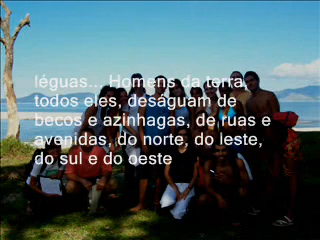 léguas... Homens da terra,
todos eles, deságuam de
becos e azinhagas, de ruas e
avenidas, do norte, do leste,
do sul e do oeste